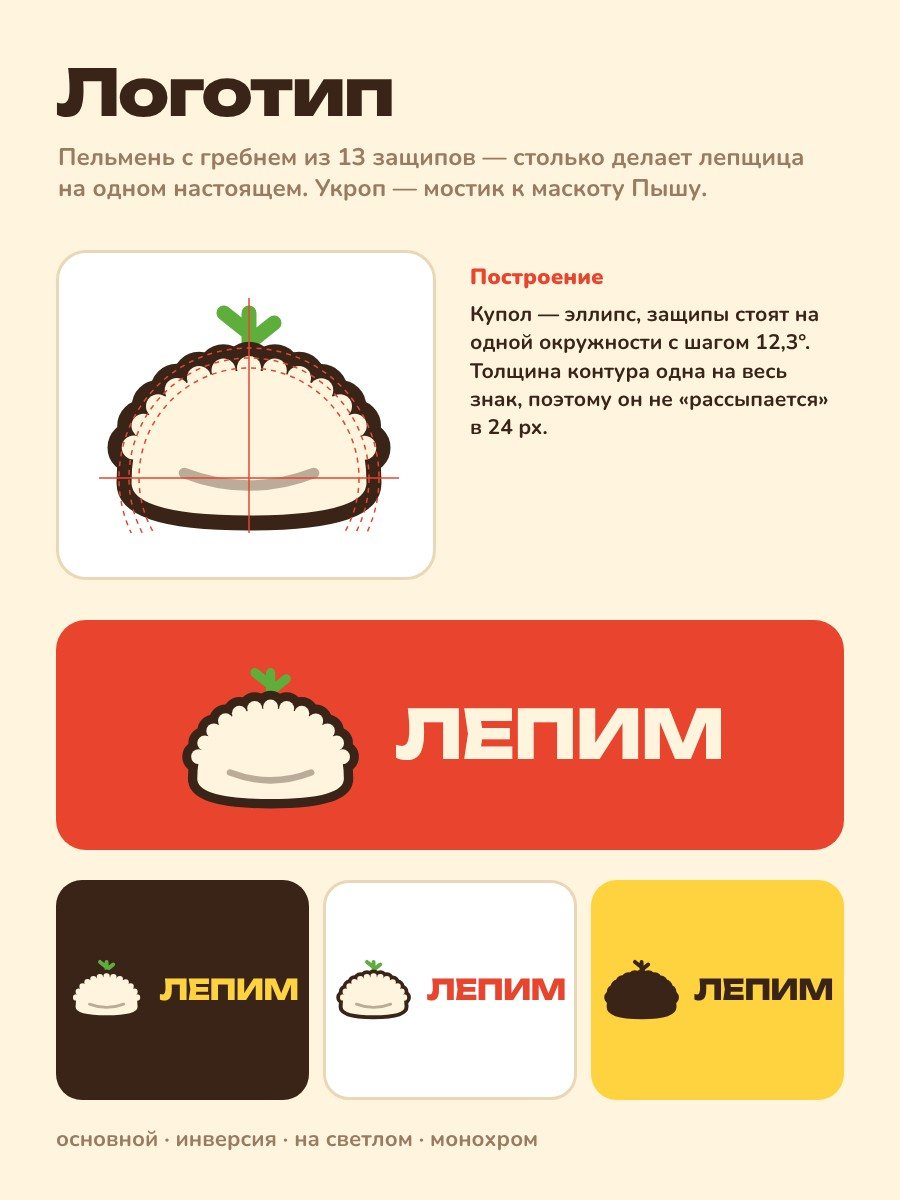 Логотип
Пельмень с гребнем из 13 защипов — столько делает лепщица
на одном настоящем. Укроп — мостик к маскоту Пышу.
Построение
Купол — эллипс, защипы стоят на
одной окружности с шагом 12,3°.
Толщина контура одна на весь
знак, поэтому он не «рассыпается»
в 24 px.
ЛЕПИМ
ЛЕПИМ
ЛЕПИМ
ЛЕПИМ
основной · инверсия · на светлом · монохром